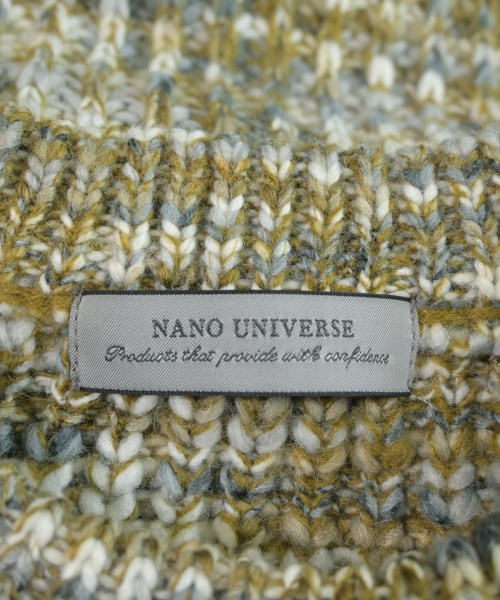 NANO UNIVERSE
Products that provide with confidence